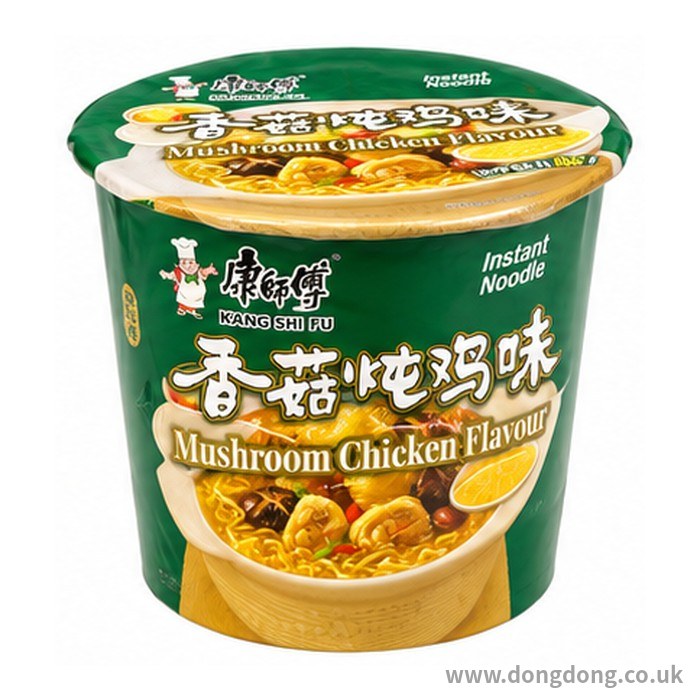 康師傅
Instant
Noodle
香菇炖鸡味
Mushroom Chicken Flavour
康師傅
KANG SHI FU
Instant
Noodle
香菇炖鸡味
Mushroom Chicken Flavour
www.dongdong.co.uk